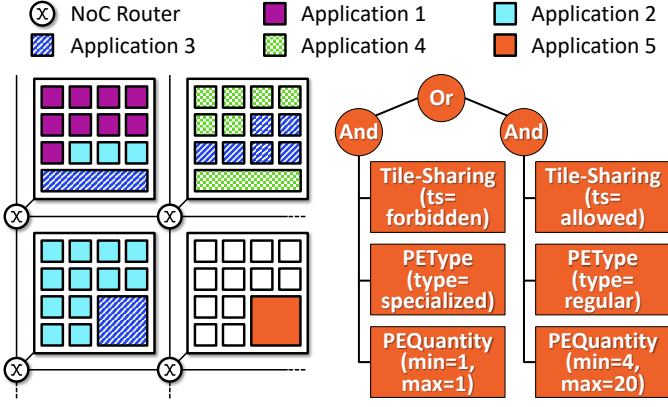 NoC Router
Application 1
Application 2
Application 3
Application 4
Application 5
Or
And
And
Tile-Sharing
(ts=
forbidden)
PEType
(type=
specialized)
PEQuantity
(min=1,
max=1)
Tile-Sharing
(ts=
allowed)
PEType
(type=
regular)
PEQuantity
(min=4,
max=20)